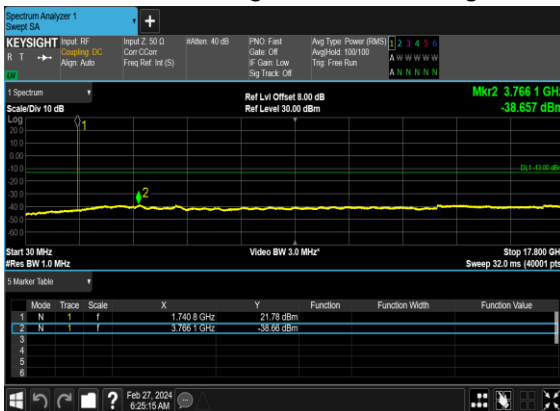 Spectrum Analyzer 1
Swept SA
KEYSIGHT Input: RF Input Z: 50 Ω #Atten: 40 dB PNO: Fast Avg Type: Power (RMS) 1 2 3 4 5 6
R T Coupling: DC Corr CCorr Gate: Off Avg|Hold: 100/100 A W W W W W
Align: Auto Freq Ref: Int (S) IF Gain: Low Trig: Free Run
LV Sig Track: Off A N N N N N
1 Spectrum Ref Lvl Offset 8.00 dB Mkr2 3.766 1 GHz
Scale/Div 10 dB Ref Level 30.00 dBm -38.657 dBm
Log
20.0 1
10.0
0.00
-10.0 DL1 -13.00 dBm
-20.0
-30.0 2
-40.0
-50.0
-60.0
Start 30 MHz Video BW 3.0 MHz* Stop 17.800 GH
#Res BW 1.0 MHz Sweep 32.0 ms (40001 pts
5 Marker Table
Mode Trace Scale X Y Function Function Width Function Value
1 N 1 f 1.740 8 GHz 21.78 dBm
2 N 1 f 3.766 1 GHz -38.66 dBm
3
4
5
6
? Feb 27, 2024
6:25:15 AM